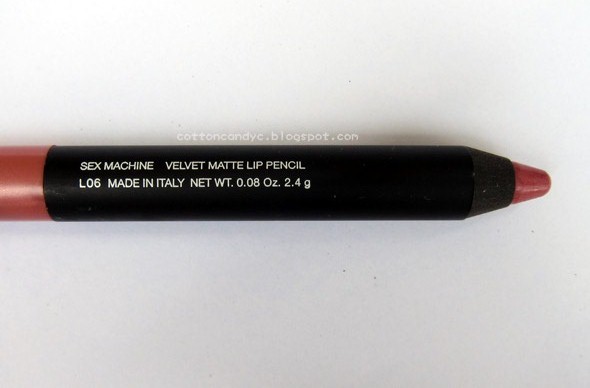 cottoncandyc.blogspot.com
SEX MACHINE VELVET MATTE LIP PENCIL
L06 MADE IN ITALY NET WT. 0.08 Oz. 2.4 g